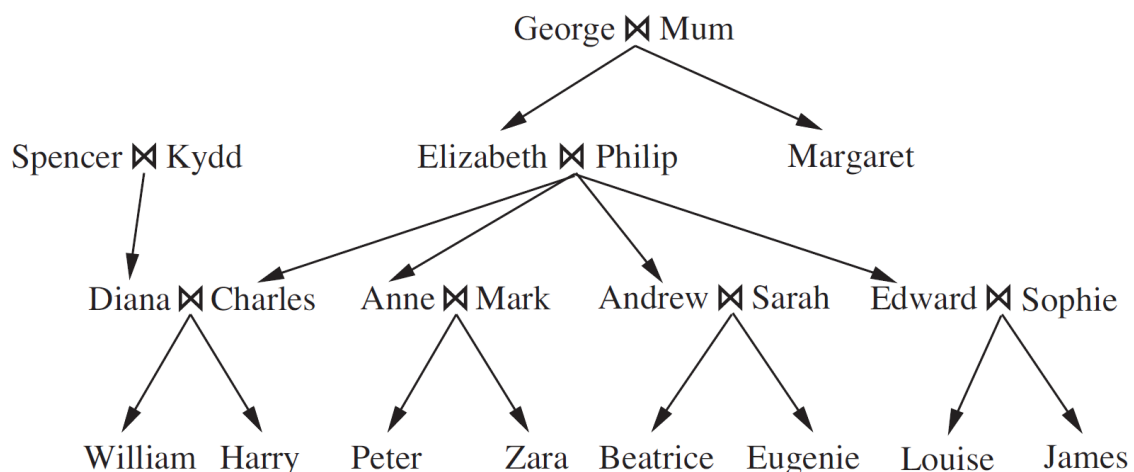 George ⋈ Mum
Spencer ⋈ Kydd Elizabeth ⋈ Philip Margaret
Diana ⋈ Charles Anne ⋈ Mark Andrew ⋈ Sarah Edward ⋈ Sophie
William Harry Peter Zara Beatrice Eugenie Louise James